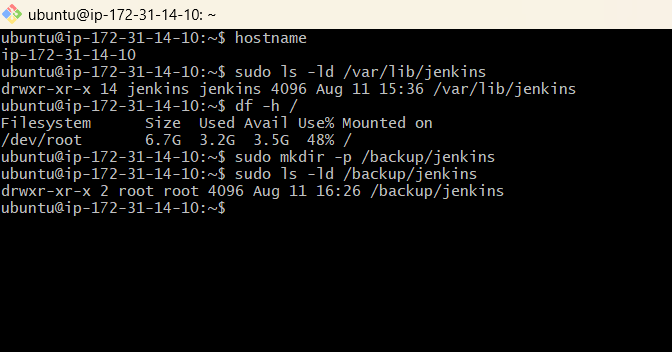 ubuntu@ip-172-31-14-10: ~
ubuntu@ip-172-31-14-10:~$ hostname
ip-172-31-14-10
ubuntu@ip-172-31-14-10:~$ sudo ls -ld /var/lib/jenkins
drwxr-xr-x 14 jenkins jenkins 4096 Aug 11 15:36 /var/lib/jenkins
ubuntu@ip-172-31-14-10:~$ df -h /
Filesystem      Size  Used Avail Use% Mounted on
/dev/root       6.7G  3.2G  3.5G  48% /
ubuntu@ip-172-31-14-10:~$ sudo mkdir -p /backup/jenkins
ubuntu@ip-172-31-14-10:~$ sudo ls -ld /backup/jenkins
drwxr-xr-x 2 root root 4096 Aug 11 16:26 /backup/jenkins
ubuntu@ip-172-31-14-10:~$